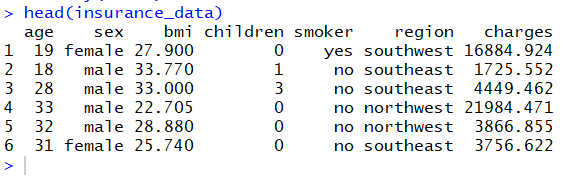 > head(insurance_data)
age sex bmi children smoker region charges
1 19 female 27.900 0 yes southwest 16884.924
2 18 male 33.770 1 no southeast 1725.552
3 28 male 33.000 3 no southeast 4449.462
4 33 male 22.705 0 no northwest 21984.471
5 32 male 28.880 0 no northwest 3866.855
6 31 female 25.740 0 no southeast 3756.622
>